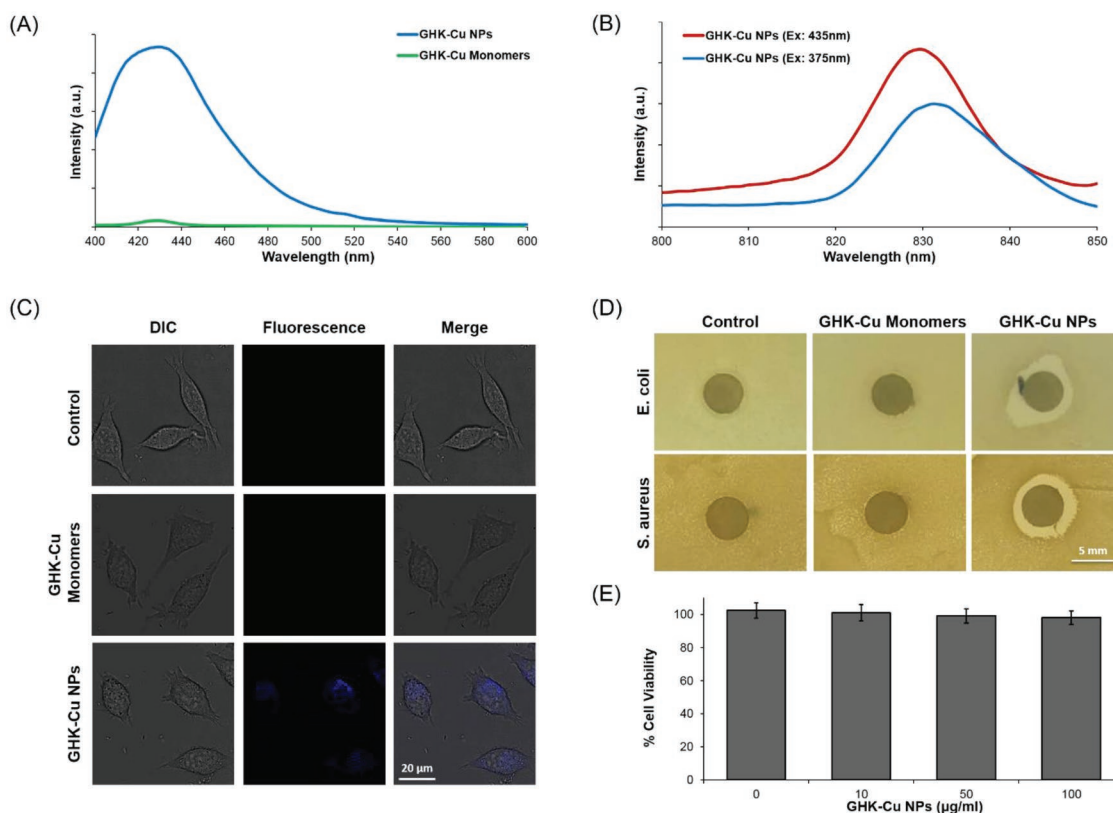 (A)
GHK-Cu NPs
GHK-Cu Monomers
Intensity (a.u.)
400 420 440 460 480 500 520 540 560 580 600
Wavelength (nm)
(B)
GHK-Cu NPs (Ex: 435nm)
GHK-Cu NPs (Ex: 375nm)
Intensity (a.u.)
800 810 820 830 840 850
Wavelength (nm)
(C)
DIC Fluorescence Merge
Control
GHK-Cu
Monomers
GHK-Cu NPs
20 µm
(D)
Control GHK-Cu Monomers GHK-Cu NPs
E. coli
S. aureus
5 mm
(E)
% Cell Viability
100
80
60
40
20
0
0 10 50 100
GHK-Cu NPs (µg/ml)